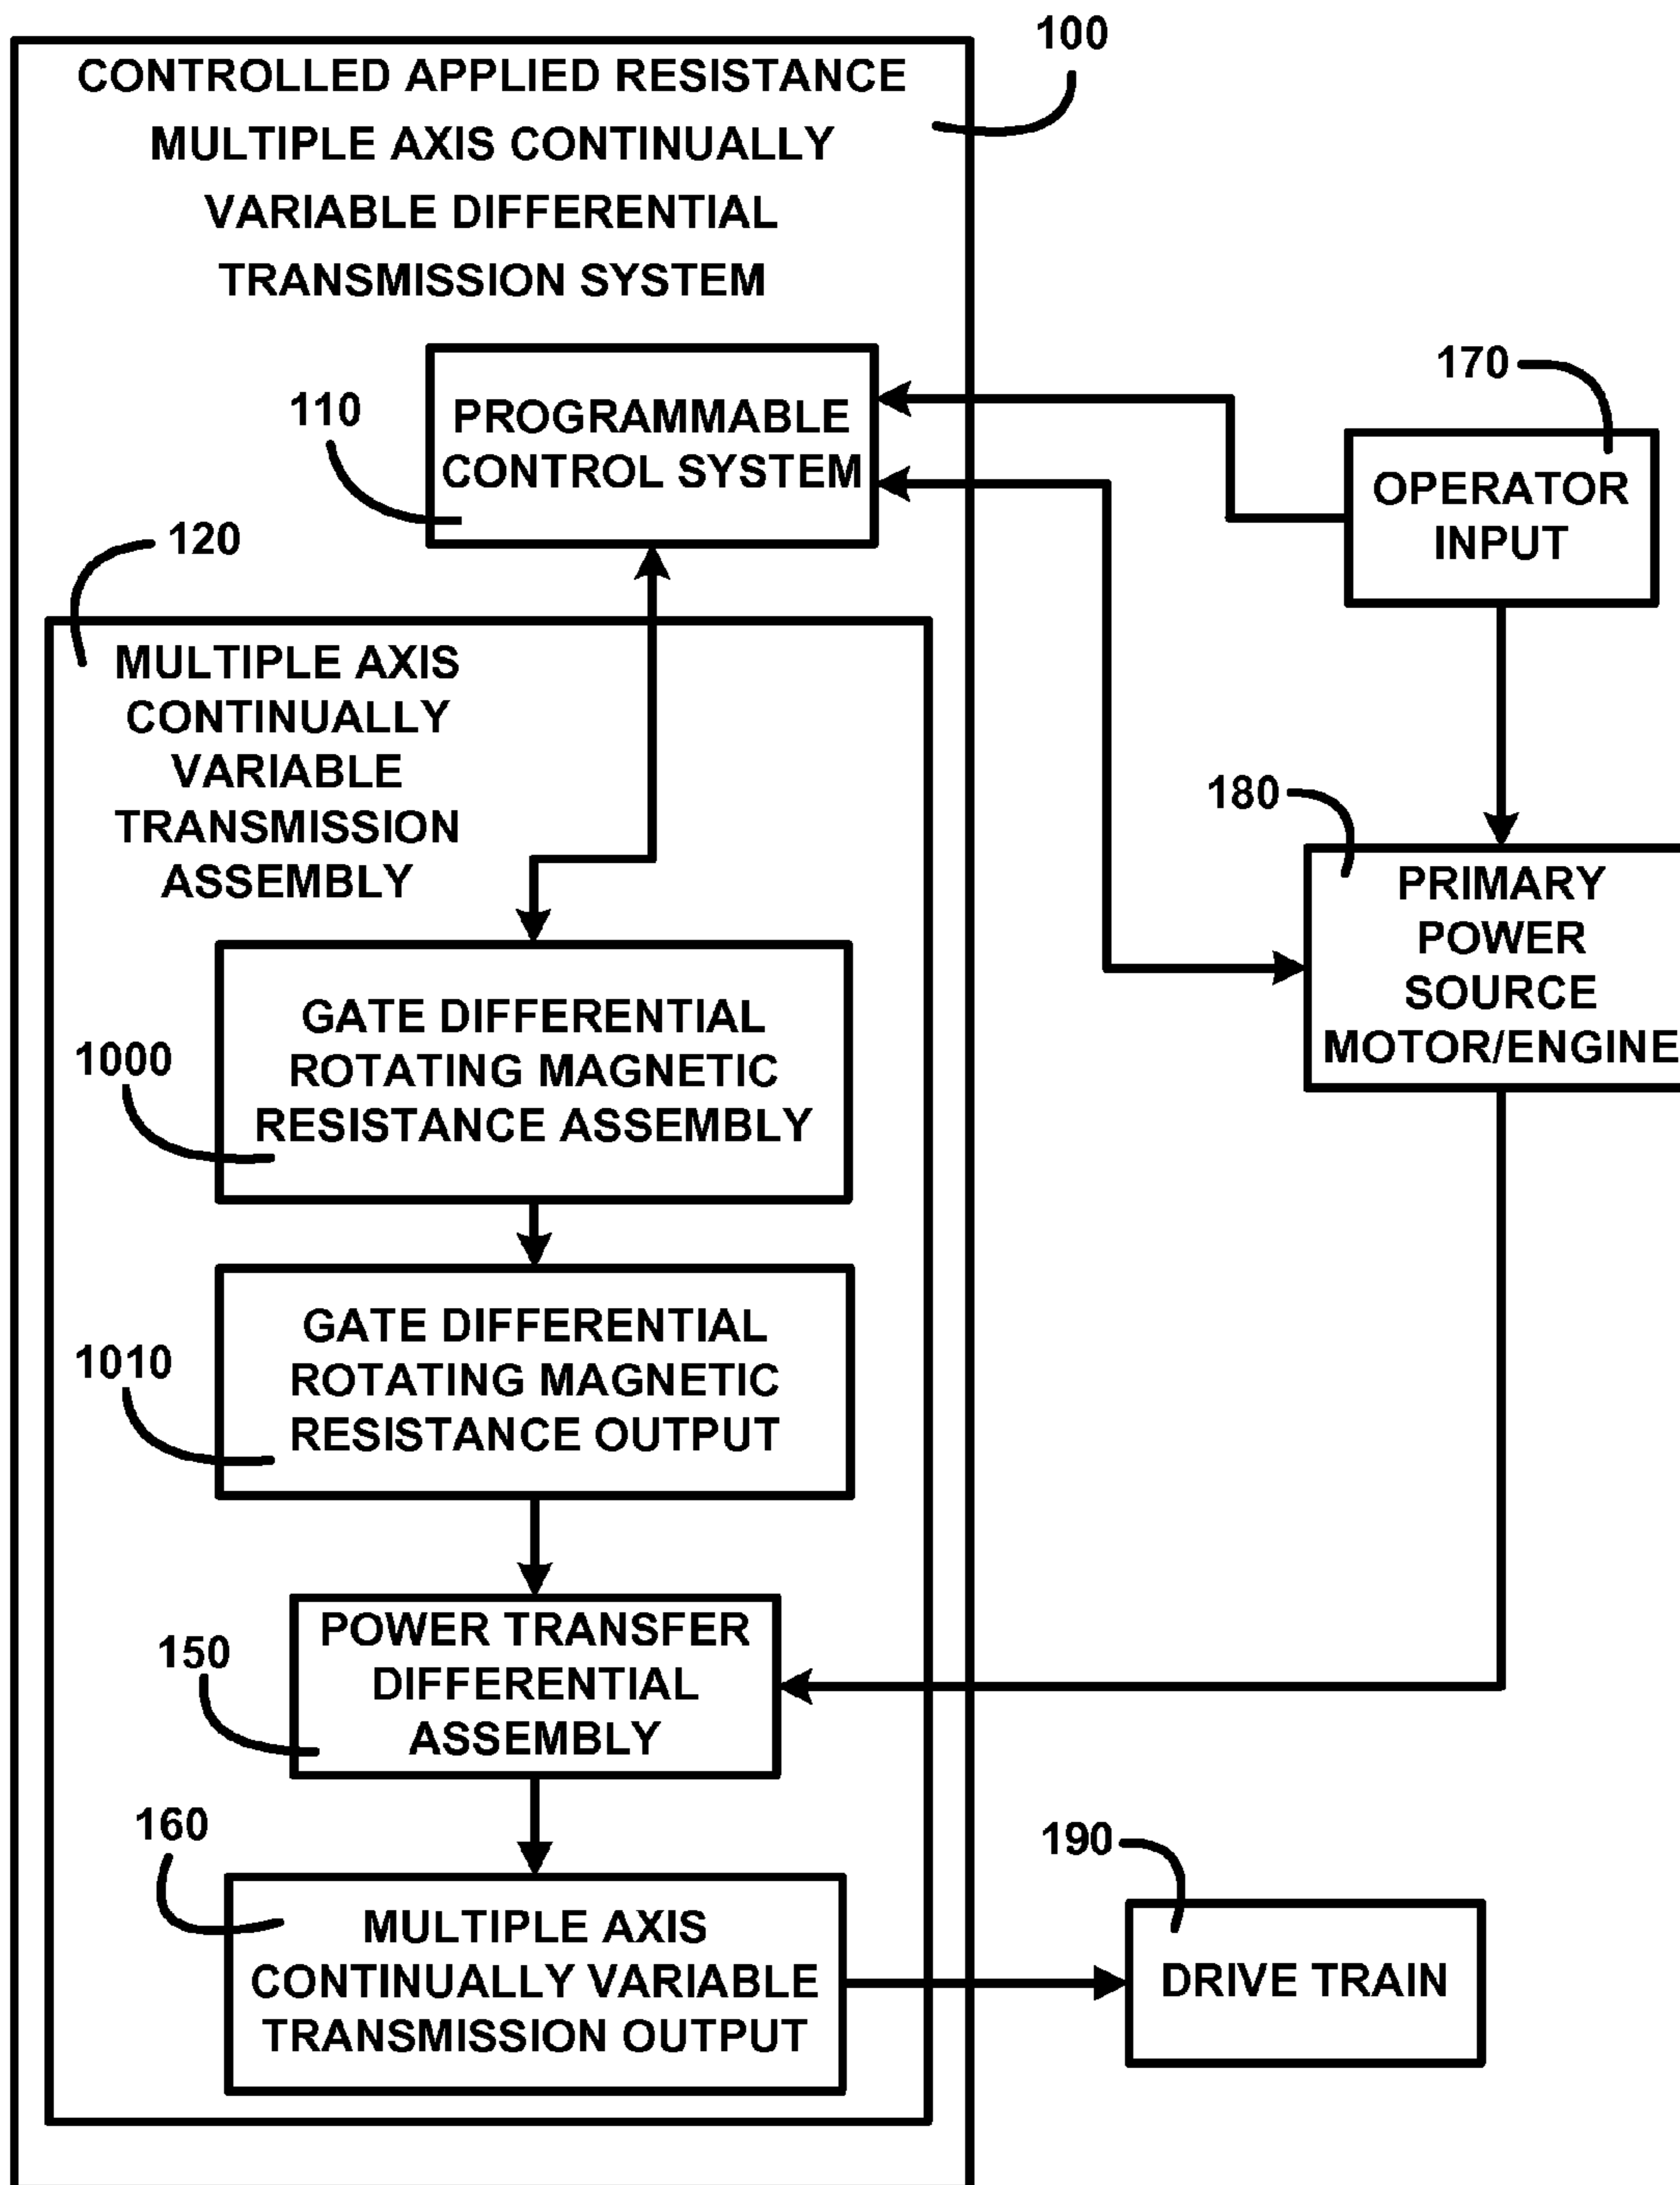 100
CONTROLLED APPLIED RESISTANCE
MULTIPLE AXIS CONTINUALLY
VARIABLE DIFFERENTIAL
TRANSMISSION SYSTEM
110
PROGRAMMABLE
CONTROL SYSTEM
170
OPERATOR
INPUT
120
MULTIPLE AXIS
CONTINUALLY
VARIABLE
TRANSMISSION
ASSEMBLY
180
PRIMARY
POWER
SOURCE
MOTOR/ENGINE
1000
GATE DIFFERENTIAL
ROTATING MAGNETIC
RESISTANCE ASSEMBLY
1010
GATE DIFFERENTIAL
ROTATING MAGNETIC
RESISTANCE OUTPUT
150
POWER TRANSFER
DIFFERENTIAL
ASSEMBLY
160
MULTIPLE AXIS
CONTINUALLY VARIABLE
TRANSMISSION OUTPUT
190
DRIVE TRAIN